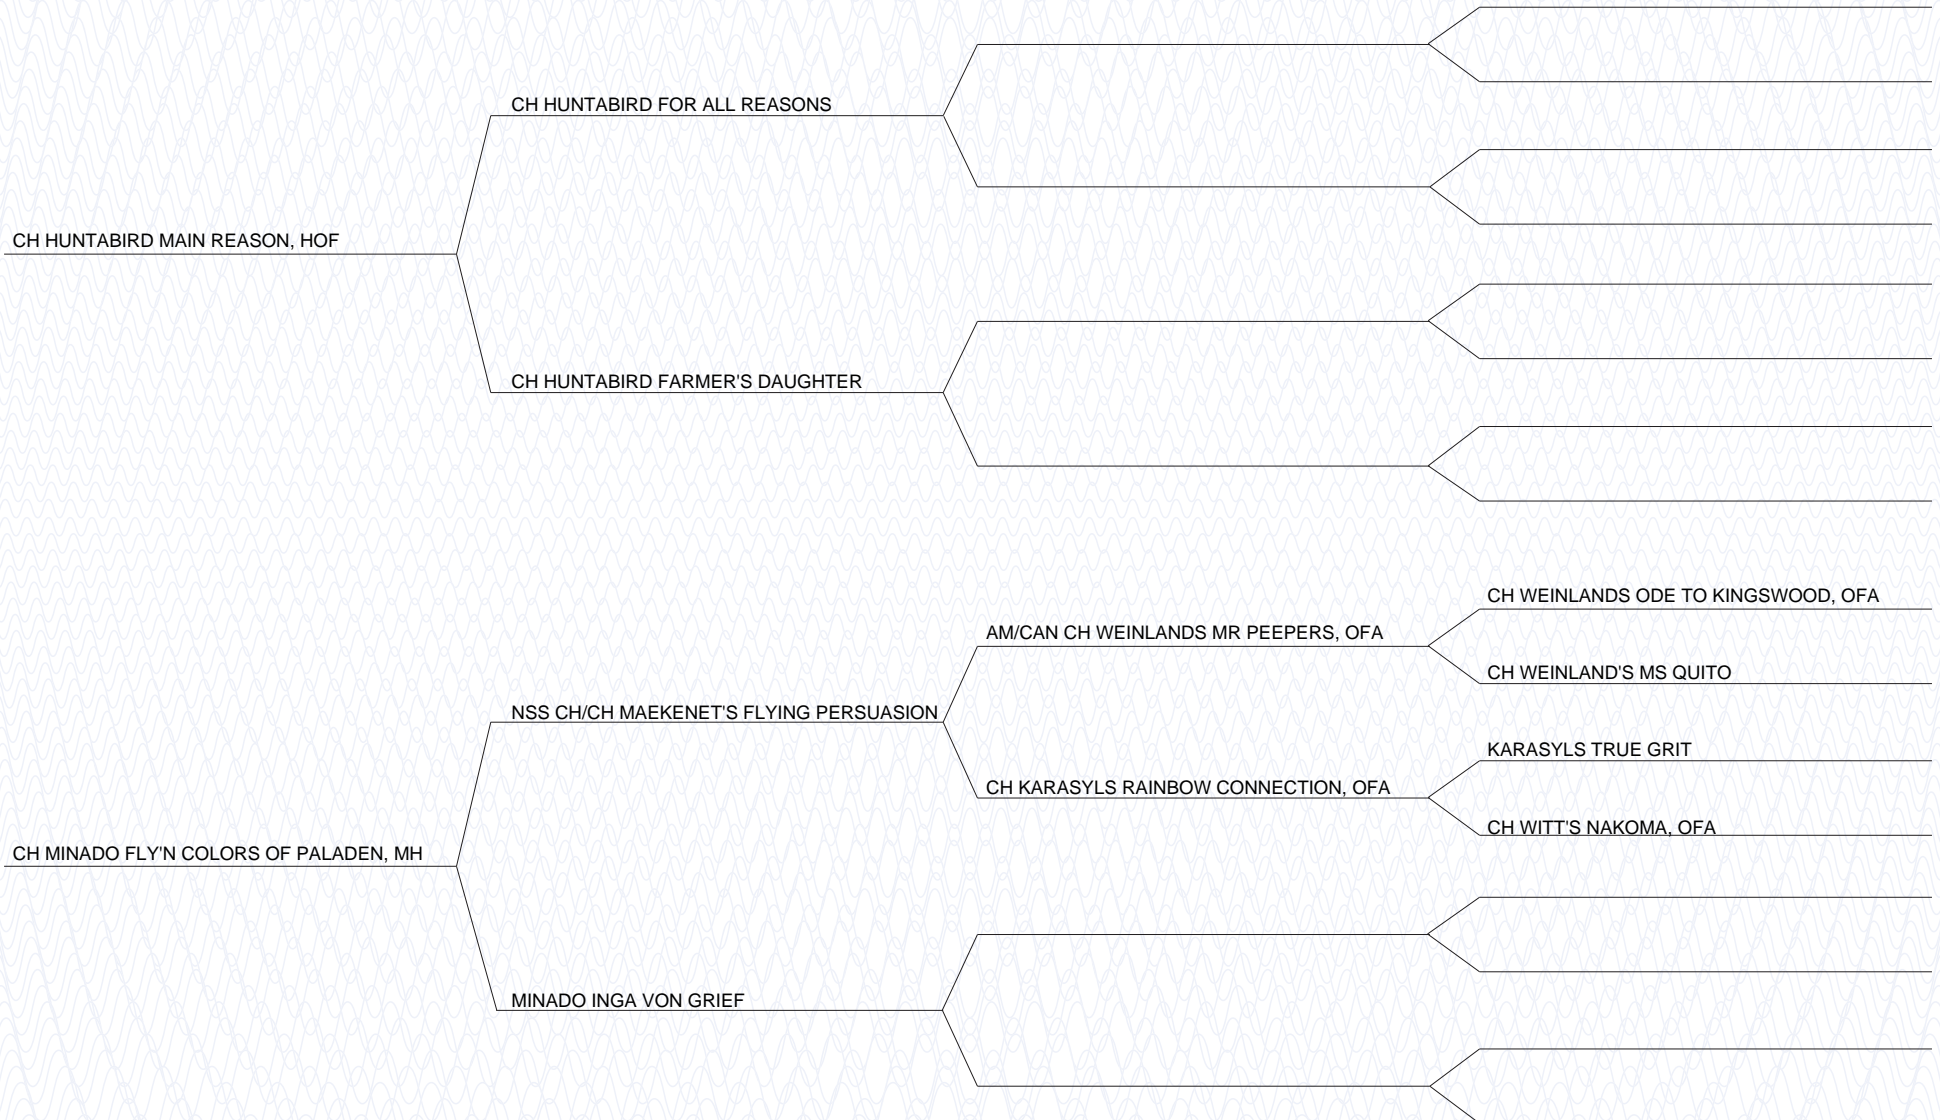 CH HUNTABIRD FOR ALL REASONS
CH HUNTABIRD MAIN REASON, HOF
CH HUNTABIRD FARMER'S DAUGHTER
CH WEINLANDS ODE TO KINGSWOOD, OFA
AM/CAN CH WEINLANDS MR PEEPERS, OFA
CH WEINLAND'S MS QUITO
NSS CH/CH MAEKENET'S FLYING PERSUASION
KARASYLS TRUE GRIT
CH KARASYLS RAINBOW CONNECTION, OFA
CH WITT'S NAKOMA, OFA
CH MINADO FLY'N COLORS OF PALADEN, MH
MINADO INGA VON GRIEF